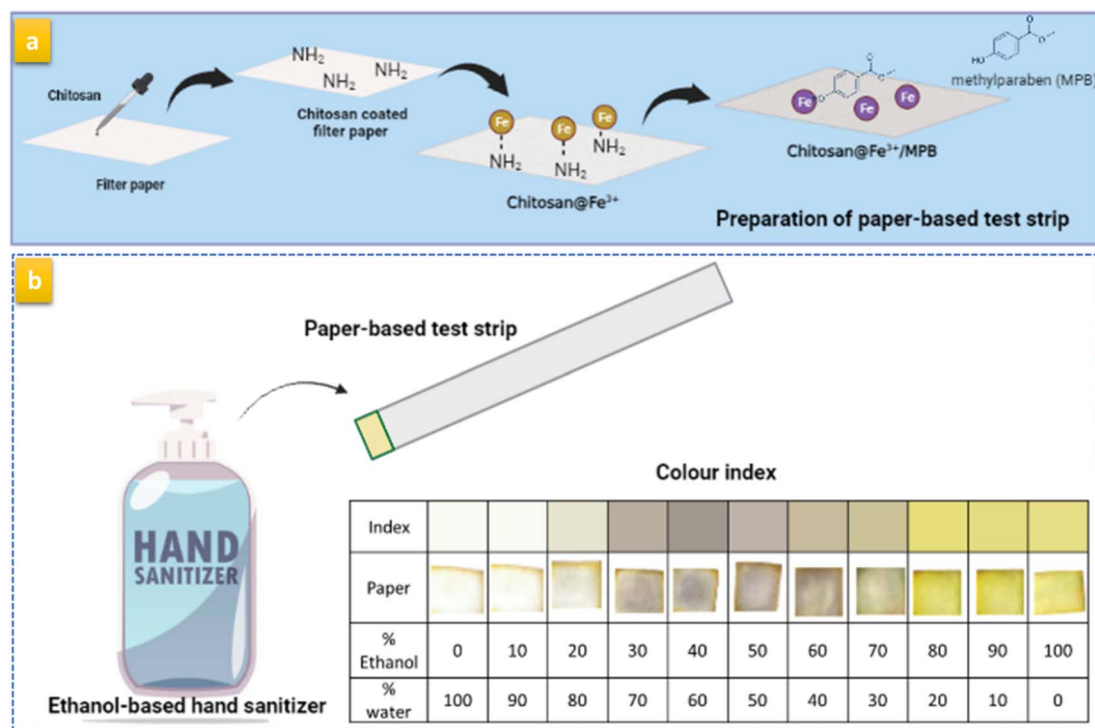 a
Chitosan
Filter paper
NH2
NH2
NH2
Chitosan coated
filter paper
Fe
Fe
Fe
NH2
NH2
NH2
Chitosan@Fe³⁺
Fe
Fe
Fe
O
O
O
Chitosan@Fe³⁺/MPB
O
O
HO
methylparaben (MPB)
Preparation of paper-based test strip
b
Paper-based test strip
HAND
SANITIZER
Ethanol-based hand sanitizer
Colour index
Index
Paper
% Ethanol 0 10 20 30 40 50 60 70 80 90 100
% water 100 90 80 70 60 50 40 30 20 10 0